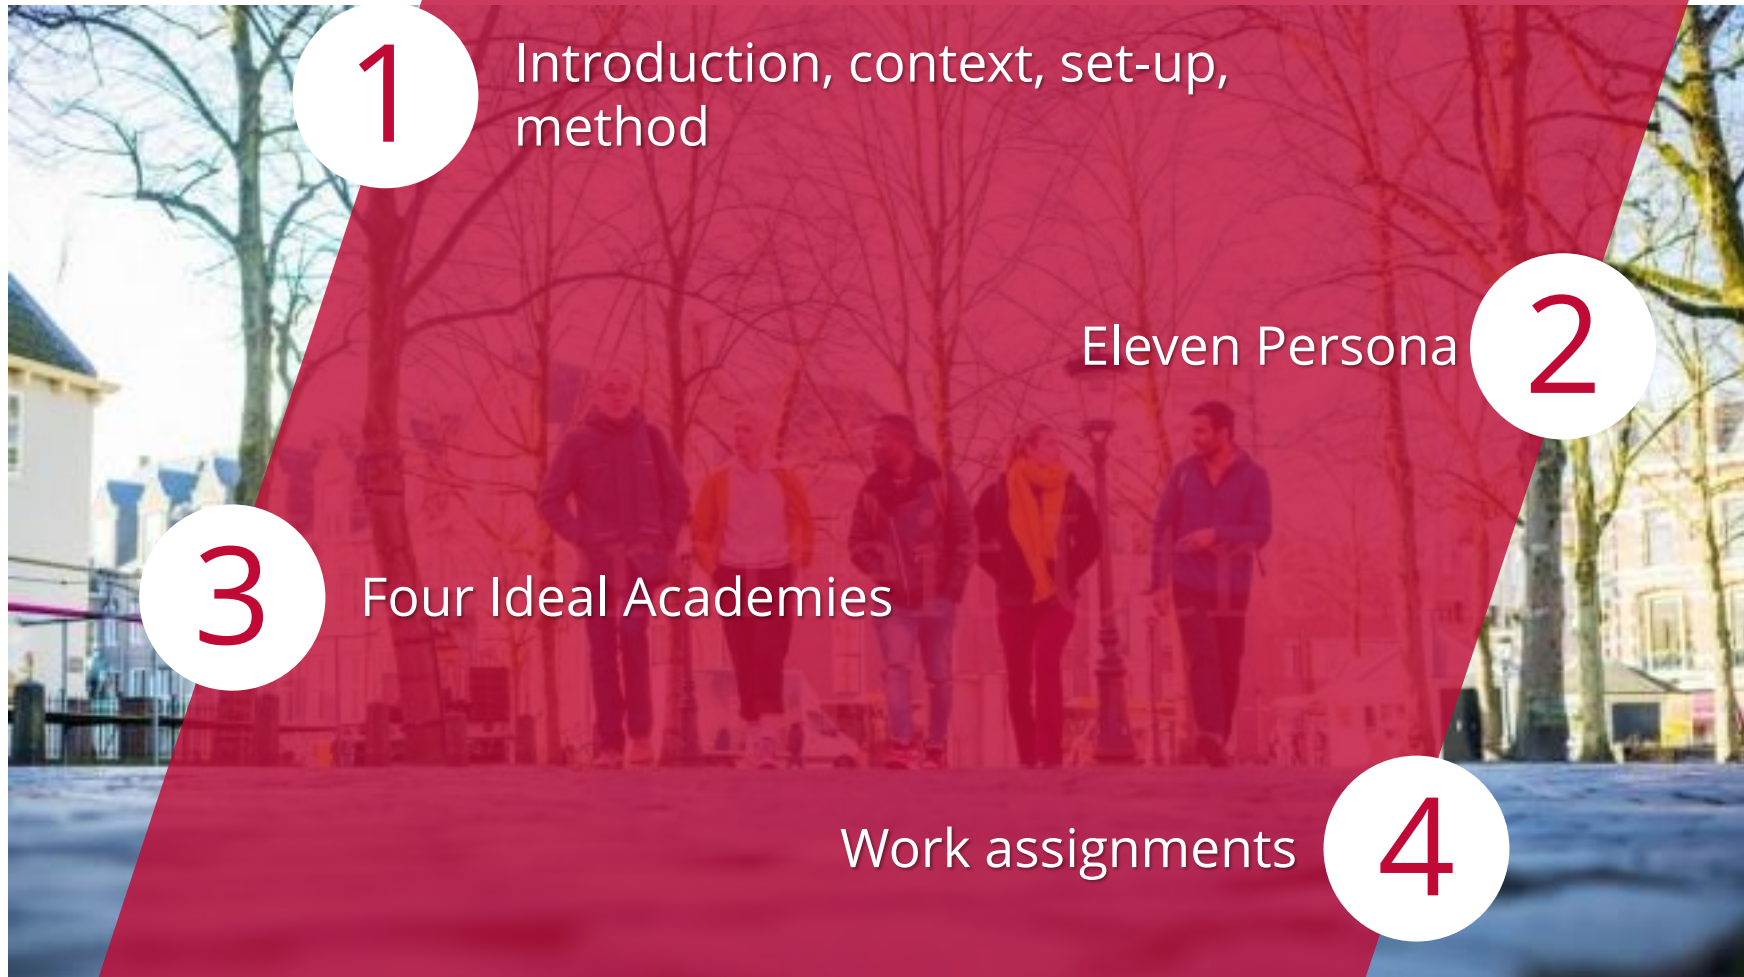 1
Introduction, context, set-up,
method
Eleven Persona
2
3
Four Ideal Academies
Work assignments
4